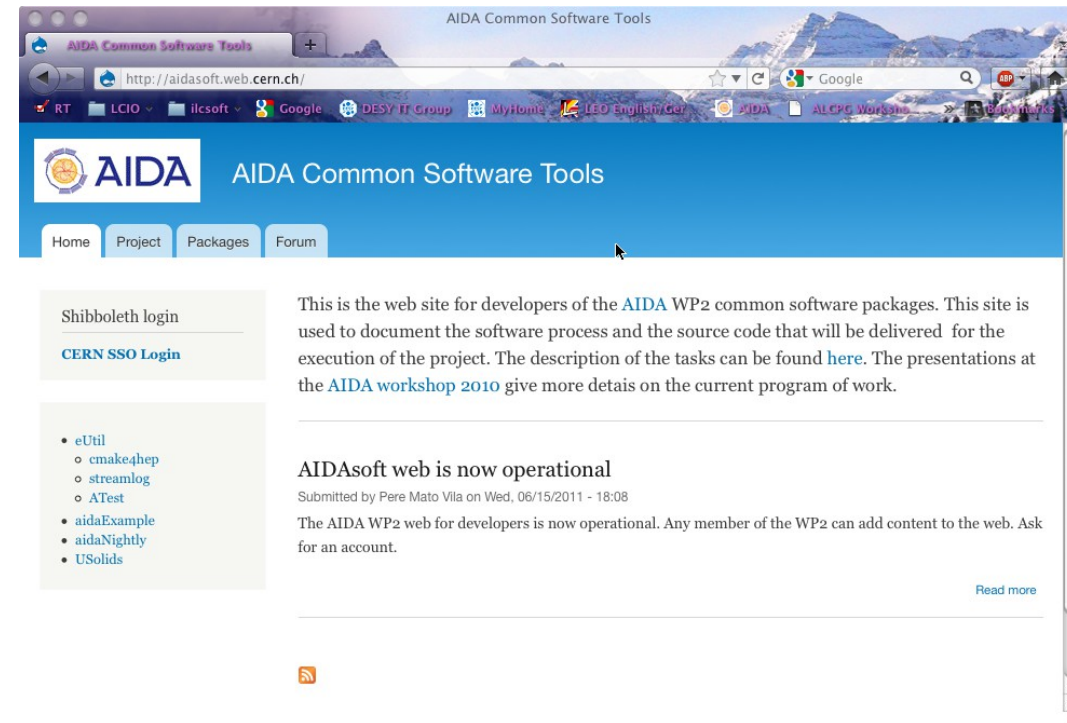 AIDA Common Software Tools
AIDA Common Software Tools
http://aidasoft.web.cern.ch/
Google
ABP
RT LCIO ilcsoft Google DESY IT Group MyHome LEO English/Ger AIDA ALCPG Worksho Bookmarks
AIDA AIDA Common Software Tools
Home Project Packages Forum
Shibboleth login
CERN SSO Login
eUtil
cmake4hep
streamlog
ATest
aidaExample
aidaNightly
USolids
This is the web site for developers of the AIDA WP2 common software packages. This site is
used to document the software process and the source code that will be delivered for the
execution of the project. The description of the tasks can be found here. The presentations at
the AIDA workshop 2010 give more detais on the current program of work.
AIDAsoft web is now operational
Submitted by Pere Mato Vila on Wed, 06/15/2011 - 18:08
The AIDA WP2 web for developers is now operational. Any member of the WP2 can add content to the web. Ask
for an account.
Read more